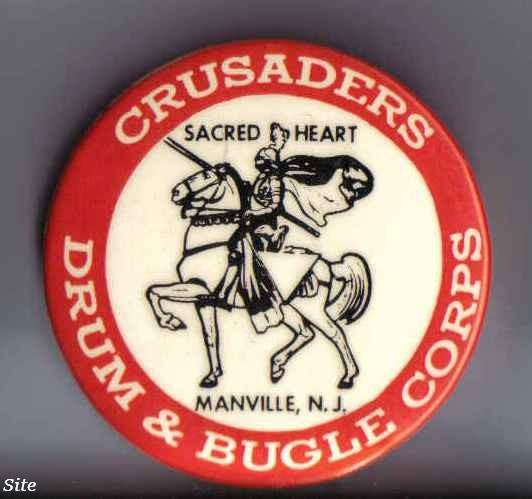 CRUSADERS
SACRED HEART
MANVILLE, N.J.
DRUM & BUGLE CORPS
Site